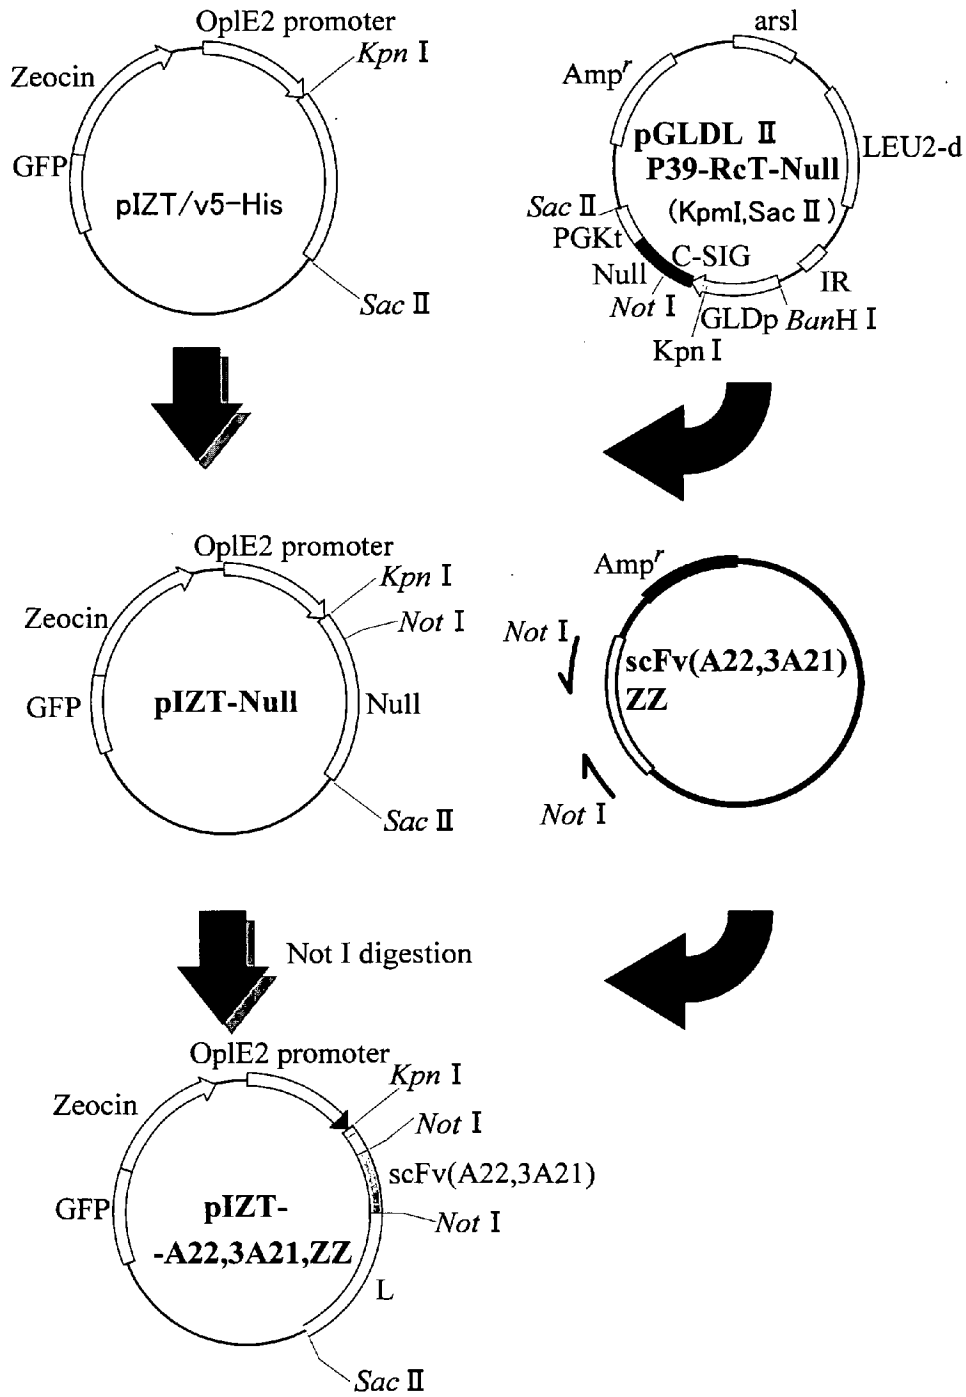 OplE2 promoter
Kpn I
Zeocin
GFP
pIZT/v5-His
Sac II
arsl
Amp^r
pGLDL II
P39-RcT-Null
(KpmI,Sac II)
LEU2-d
Sac II
PGKt
C-SIG
Null
IR
Not I
GLDp
BanH I
Kpn I
OplE2 promoter
Kpn I
Not I
Zeocin
GFP
pIZT-Null
Null
Sac II
Amp^r
Not I
scFv(A22,3A21)
ZZ
Not I
Not I digestion
OplE2 promoter
Kpn I
Zeocin
Not I
scFv(A22,3A21)
GFP
pIZT-
-A22,3A21,ZZ
Not I
L
Sac II